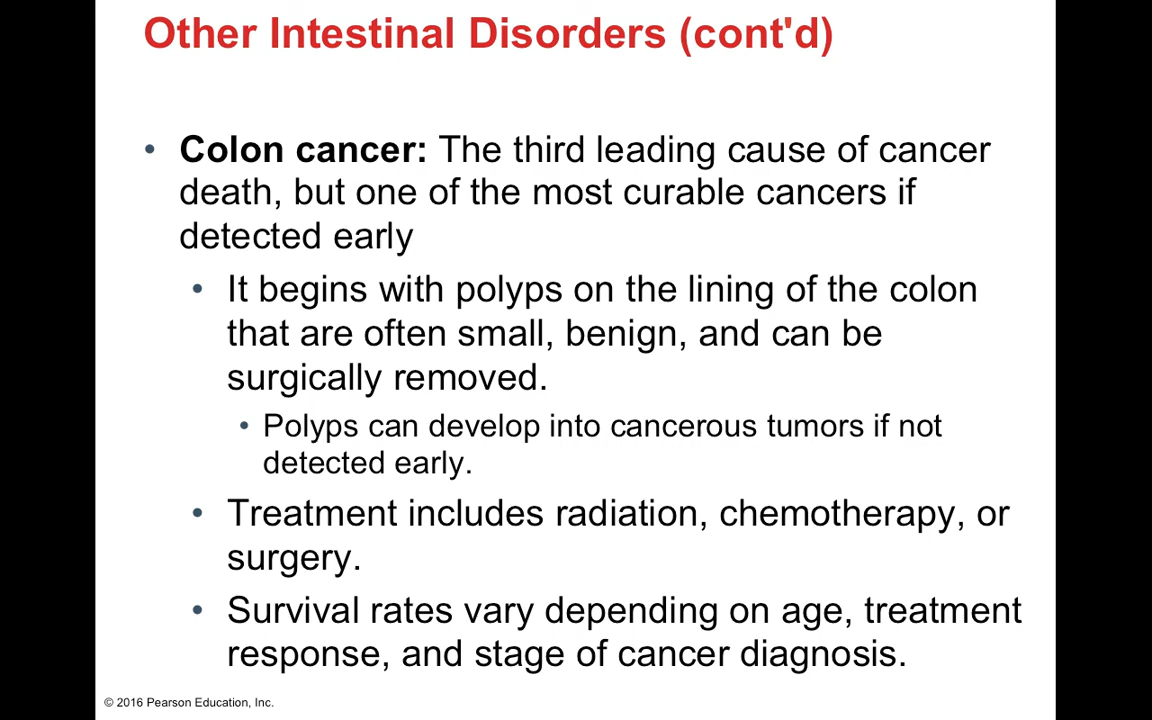 Other Intestinal Disorders (cont'd)
• Colon cancer: The third leading cause of cancer
death, but one of the most curable cancers if
detected early
• It begins with polyps on the lining of the colon
that are often small, benign, and can be
surgically removed.
• Polyps can develop into cancerous tumors if not
detected early.
• Treatment includes radiation, chemotherapy, or
surgery.
• Survival rates vary depending on age, treatment
response, and stage of cancer diagnosis.
© 2016 Pearson Education, Inc.